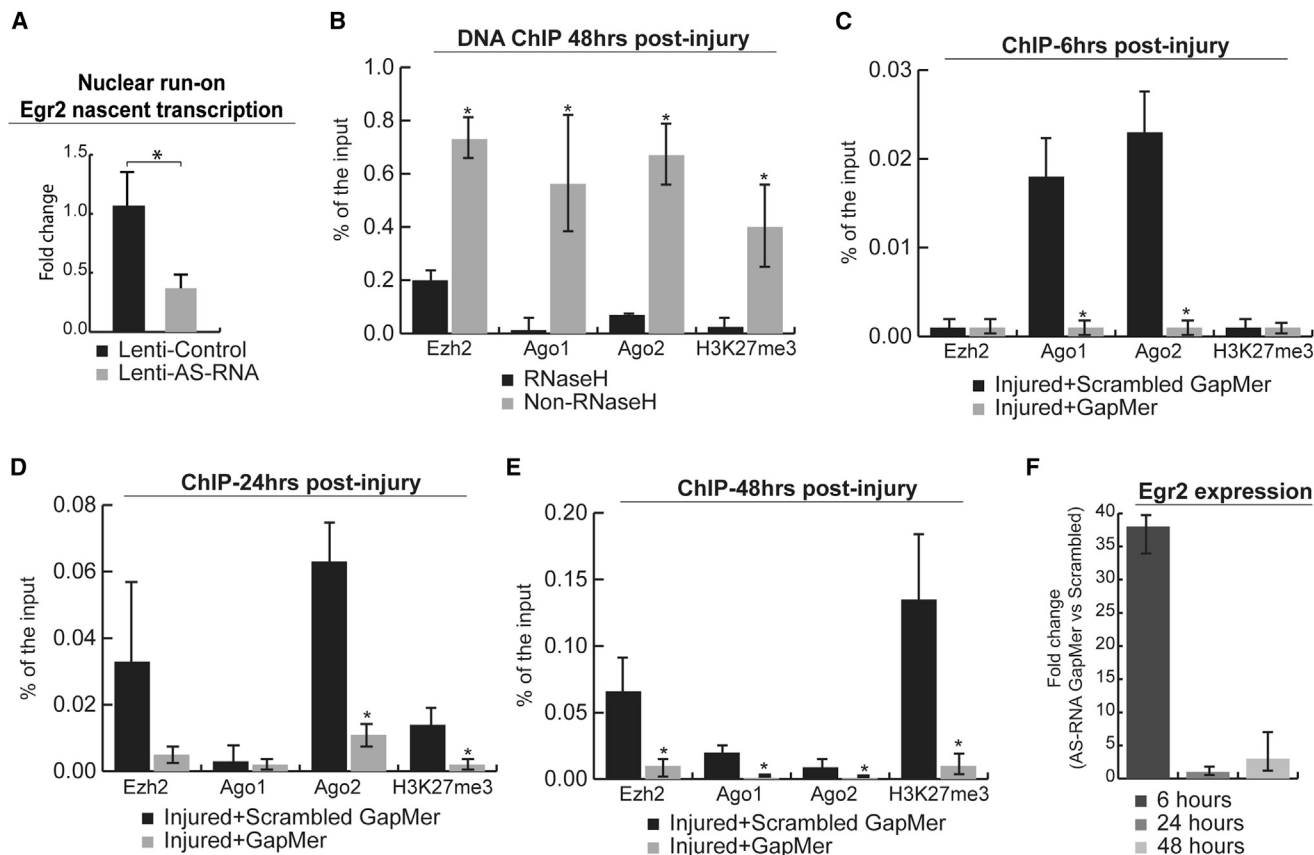 A
Nuclear run-on
Egr2 nascent transcription
Fold change
1.5
1.0
0.5
0.0
*
Lenti-Control
Lenti-AS-RNA
B
DNA ChIP 48hrs post-injury
% of the input
1.0
0.8
0.6
0.4
0.2
0.0
* * * *
Ezh2 Ago1 Ago2 H3K27me3
RNaseH
Non-RNaseH
C
ChIP-6hrs post-injury
% of the input
0.03
0.02
0.01
0.00
* *
Ezh2 Ago1 Ago2 H3K27me3
Injured+Scrambled GapMer
Injured+GapMer
D
ChIP-24hrs post-injury
% of the input
0.08
0.06
0.04
0.02
0.00
* *
Ezh2 Ago1 Ago2 H3K27me3
Injured+Scrambled GapMer
Injured+GapMer
E
ChIP-48hrs post-injury
% of the input
0.20
0.15
0.10
0.05
0.00
* * * *
Ezh2 Ago1 Ago2 H3K27me3
Injured+Scrambled GapMer
Injured+GapMer
F
Egr2 expression
Fold change
(AS-RNA GapMer vs Scrambled)
40
35
30
25
20
15
10
5
0
6 hours
24 hours
48 hours